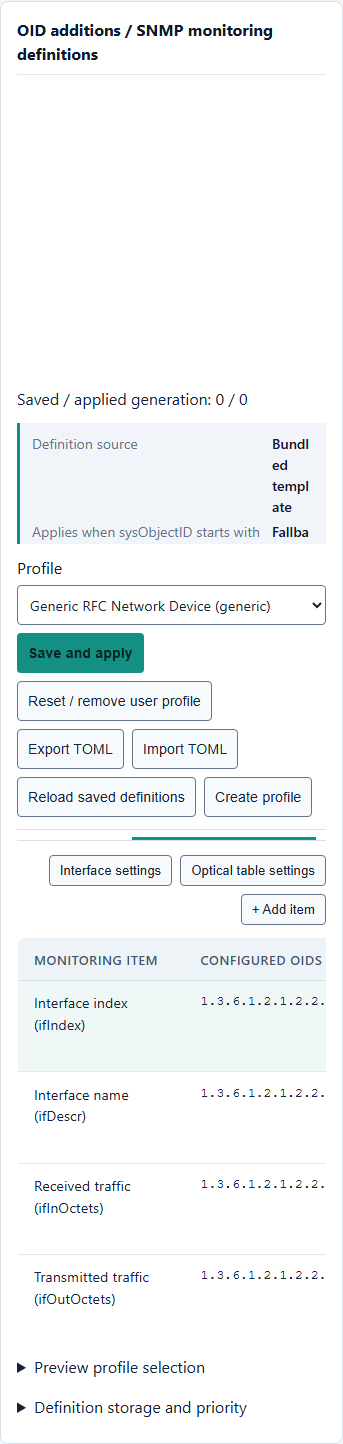 OID additions / SNMP monitoring
definitions
Saved / applied generation: 0 / 0
Definition source
Bundl
ed
templ
ate
Applies when sysObjectID starts with
Fallba
Profile
Generic RFC Network Device (generic)
Save and apply
Reset / remove user profile
Export TOML
Import TOML
Reload saved definitions
Create profile
Interface settings
Optical table settings
+ Add item
MONITORING ITEM
CONFIGURED OIDS
Interface index
(ifIndex)
1.3.6.1.2.1.2.2.
Interface name
(ifDescr)
1.3.6.1.2.1.2.2.
Received traffic
(ifInOctets)
1.3.6.1.2.1.2.2.
Transmitted traffic
(ifOutOctets)
1.3.6.1.2.1.2.2.
Preview profile selection
Definition storage and priority